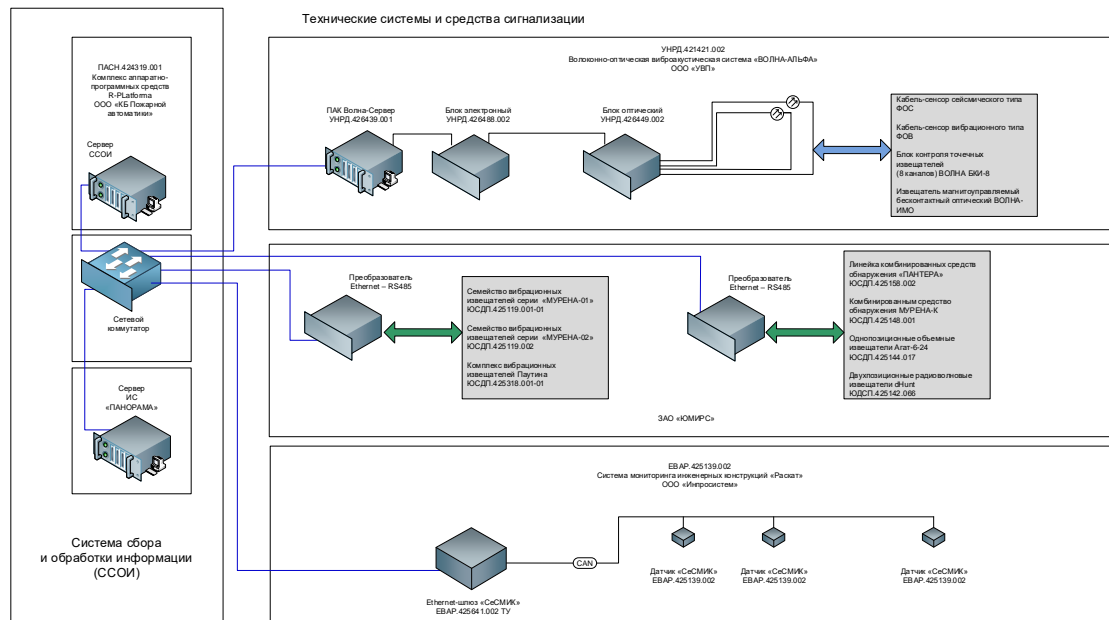 Технические системы и средства сигнализации
ПАСН.424319.001
Комплекс аппаратно-
программных средств
R-PLatforma
ООО «КБ Пожарной
автоматики»
Сервер
ССОИ
Сетевой
коммутатор
Сервер
ИС
«ПАНОРАМА»
Система сбора
и обработки информации
(ССОИ)
УНРД.421421.002
Волоконно-оптическая виброакустическая система «ВОЛНА-АЛЬФА»
ООО «УВП»
ПАК Волна-Сервер
УНРД.426439.001
Блок электронный
УНРД.426488.002
Блок оптический
УНРД.426449.002
Кабель-сенсор сейсмического типа
ФОС
Кабель-сенсор вибрационного типа
ФОВ
Блок контроля точечных
извещателей
(8 каналов) ВОЛНА БКИ-8
Извещатель магнитоуправляемый
бесконтактный оптический ВОЛНА-
ИМО
Преобразователь
Ethernet – RS485
Семейство вибрационных
извещателей серии «МУРЕНА-01»
ЮСДП.425119.001-01
Семейство вибрационных
извещателей серии «МУРЕНА-02»
ЮСДП.425119.002
Комплекс вибрационных
извещателей Паутина
ЮСДП.425318.001-01
Преобразователь
Ethernet – RS485
Линейка комбинированных средств
обнаружения «ПАНТЕРА»
ЮСДП.425158.002
Комбинированным средство
обнаружения МУРЕНА-К
ЮСДП.425148.001
Однопозиционные объемные
извещатели Агат-6-24
ЮСДП.425144.017
Двухпозиционные радиоволновые
извещатели dHunt
ЮДСП.425142.066
ЗАО «ЮМИРС»
ЕВАР.425139.002
Система мониторинга инженерных конструкций «Раскат»
ООО «Инпросистем»
CAN
Датчик «СеСМИК»
ЕВАР.425139.002
Датчик «СеСМИК»
ЕВАР.425139.002
Датчик «СеСМИК»
ЕВАР.425139.002
Ethernet-шлюз «СеСМИК»
ЕВАР.425641.002 ТУ